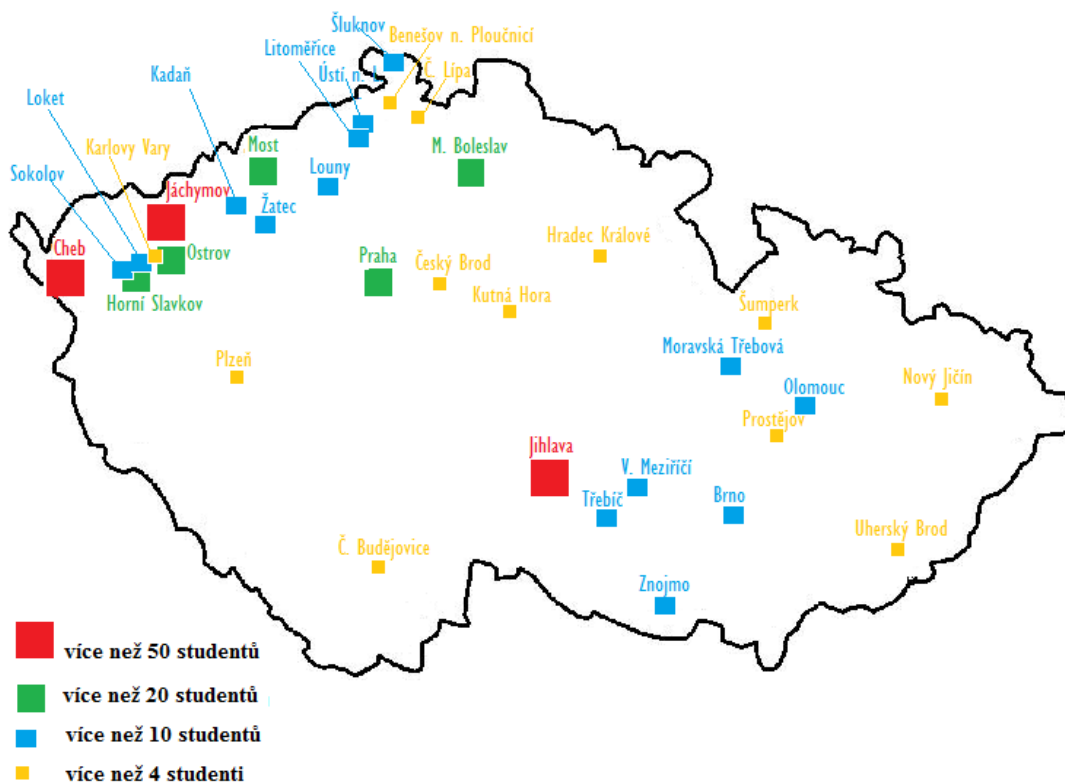 Šluknov
Benešov n. Ploučnicí
Litoměřice
Kadaň
Ústí n. L.
Č. Lípa
Loket
Karlovy Vary
Most
M. Boleslav
Sokolov
Louny
Jáchymov
Žatec
Hradec Králové
Cheb
Ostrov
Praha
Český Brod
Kutná Hora
Horní Slavkov
Šumperk
Moravská Třebová
Plzeň
Olomouc
Nový Jičín
Prostějov
Jihlava
V. Meziříčí
Třebíč
Brno
Uherský Brod
Č. Budějovice
Znojmo
více než 50 studentů
více než 20 studentů
více než 10 studentů
více než 4 studenti